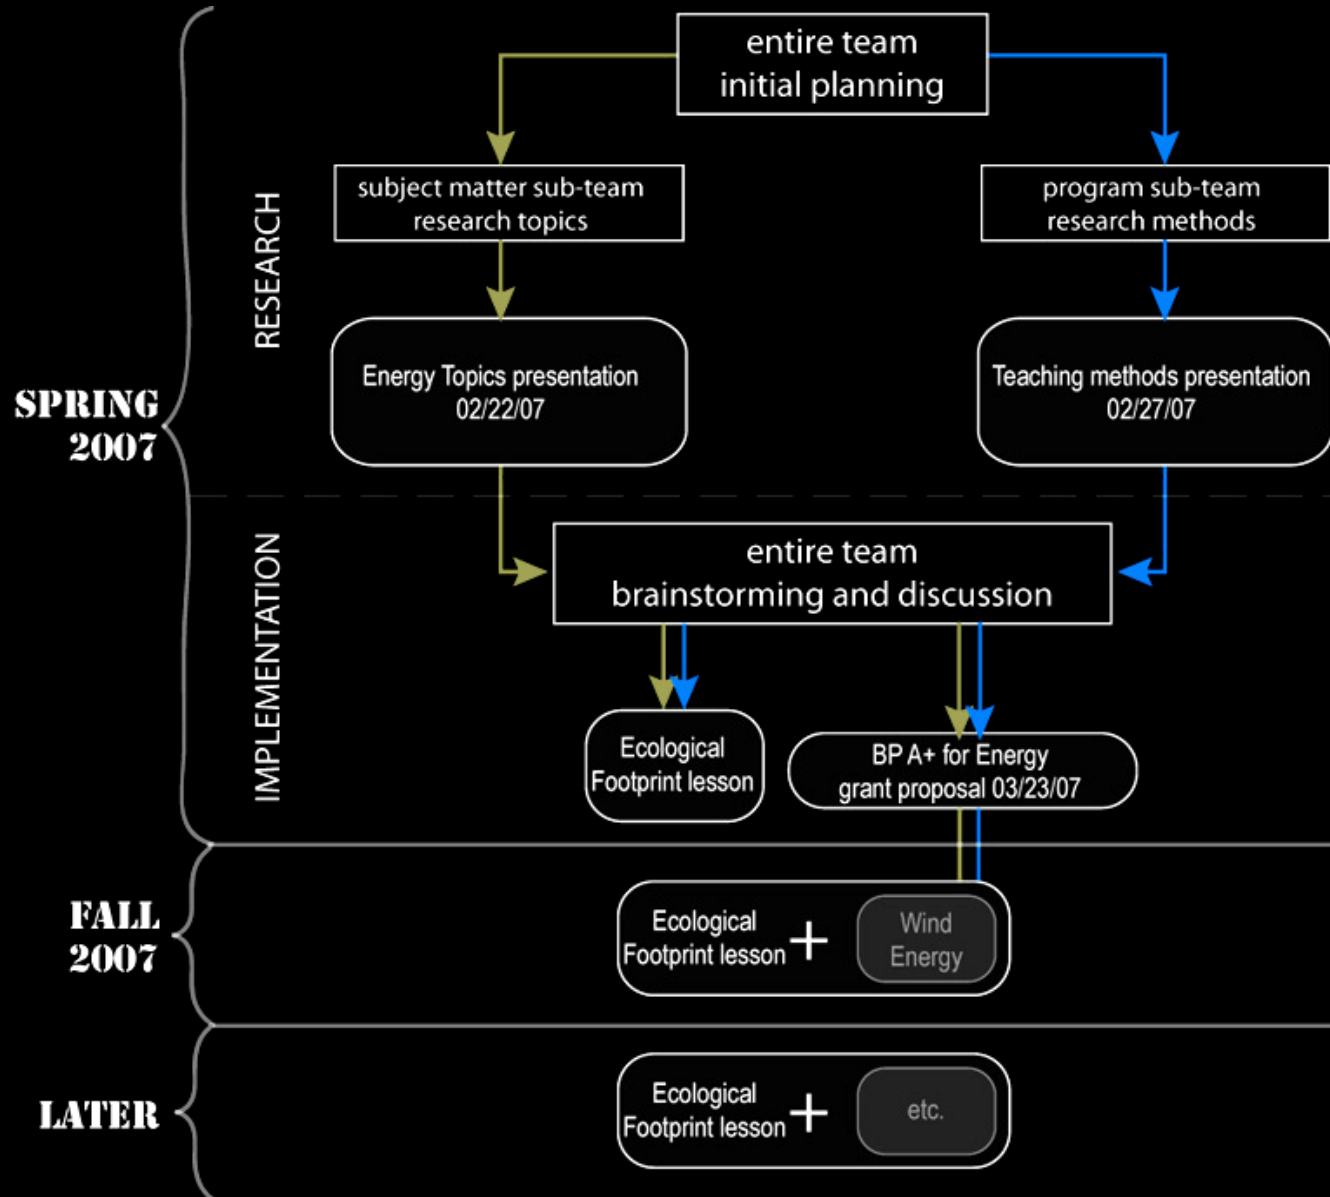 entire team
initial planning
subject matter sub-team
research topics
program sub-team
research methods
RESEARCH
Energy Topics presentation
02/22/07
Teaching methods presentation
02/27/07
SPRING
2007
entire team
brainstorming and discussion
IMPLEMENTATION
Ecological
Footprint lesson
BP A+ for Energy
grant proposal 03/23/07
FALL
2007
Ecological
Footprint lesson
+
Wind
Energy
LATER
Ecological
Footprint lesson
+
etc.